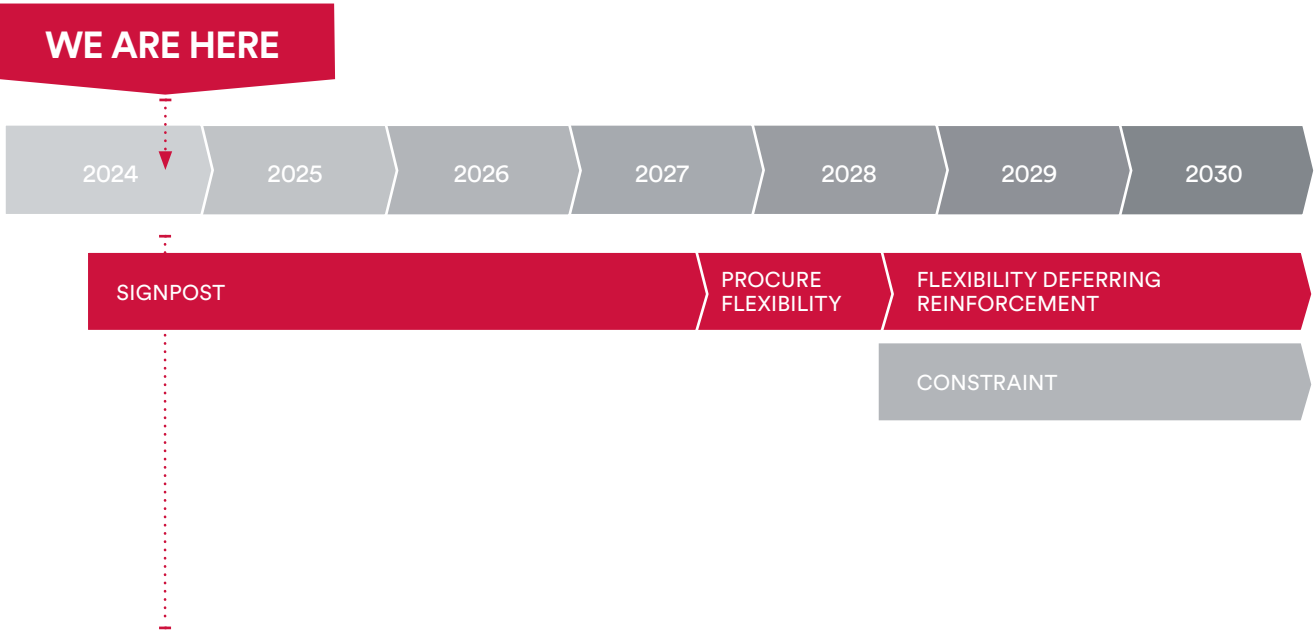 WE ARE HERE
2024
2025
2026
2027
2028
2029
2030
SIGNPOST
PROCURE
FLEXIBILITY
FLEXIBILITY DEFERRING
REINFORCEMENT
CONSTRAINT